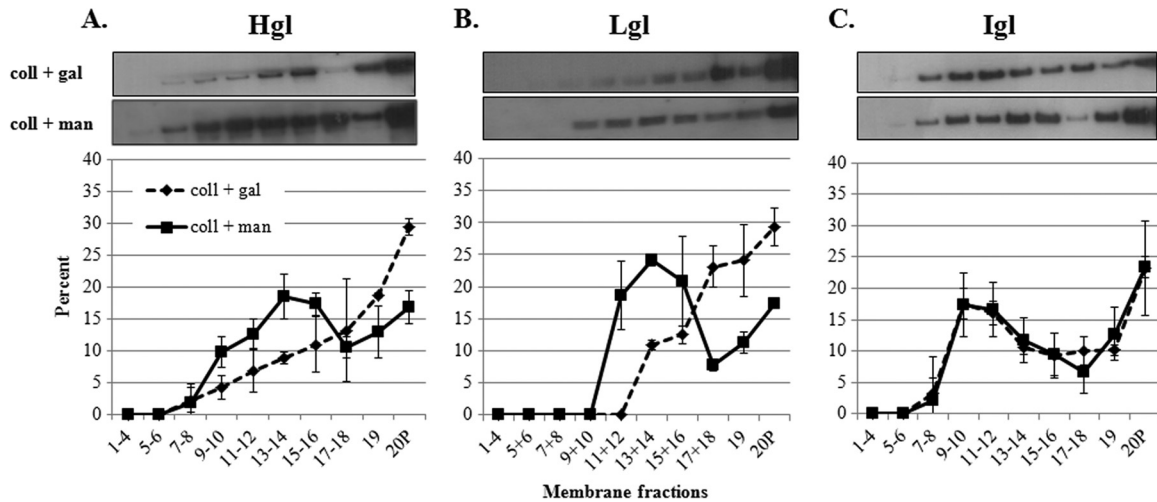 A. Hgl B. Lgl C. Igl
coll + gal
coll + man
40 40 40
35 35 35
30 30 30
25 25 25
20 20 20
15 15 15
10 10 10
5 5 5
0 0 0
coll + gal
coll + man
Percent
1-4 5-6 7-8 9-10 11-12 13-14 15-16 17-18 19 20P
1-4 5+6 7+8 9+10 11+12 13+14 15+16 17+18 19 20P
1-4 5-6 7-8 9-10 11-12 13-14 15-16 17-18 19 20P
Membrane fractions